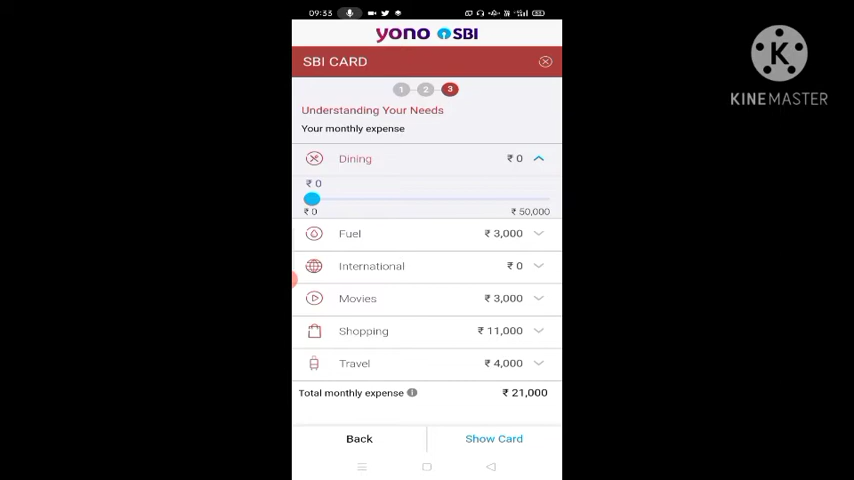 09:33
yono SBI
SBI CARD
1 2 3
Understanding Your Needs
Your monthly expense
Dining ₹ 0
₹ 0
₹ 0 ₹ 50,000
Fuel ₹ 3,000
International ₹ 0
Movies ₹ 3,000
Shopping ₹ 11,000
Travel ₹ 4,000
Total monthly expense i ₹ 21,000
Back Show Card
K
KINEMASTER